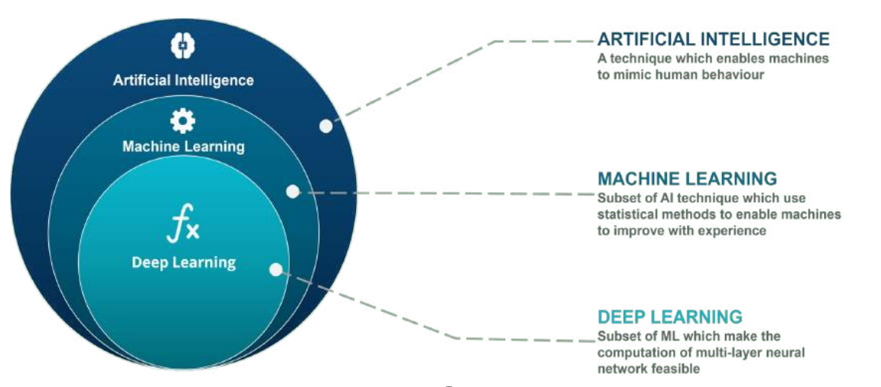 Artificial Intelligence
Machine Learning
fx
Deep Learning
ARTIFICIAL INTELLIGENCE
A technique which enables machines
to mimic human behaviour
MACHINE LEARNING
Subset of AI technique which use
statistical methods to enable machines
to improve with experience
DEEP LEARNING
Subset of ML which make the
computation of multi-layer neural
network feasible